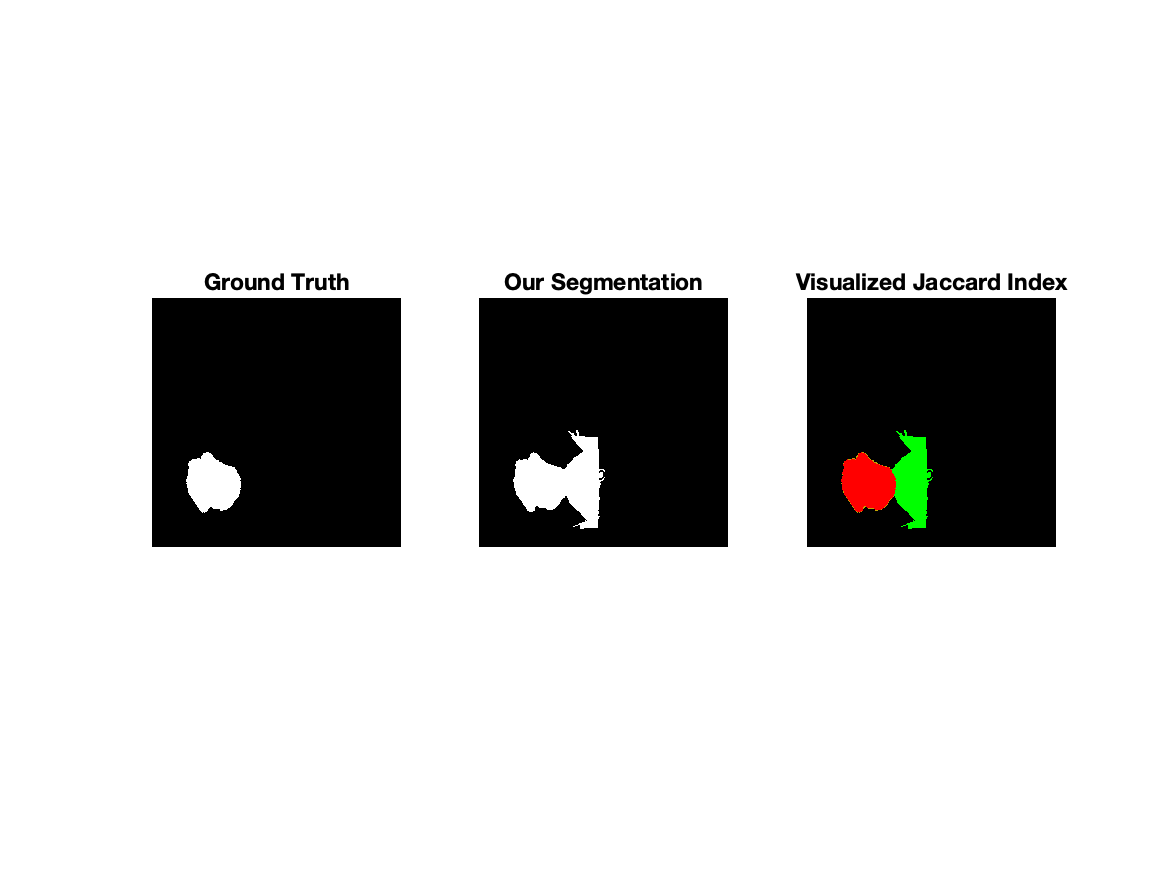 Ground Truth
Our Segmentation
Visualized Jaccard Index